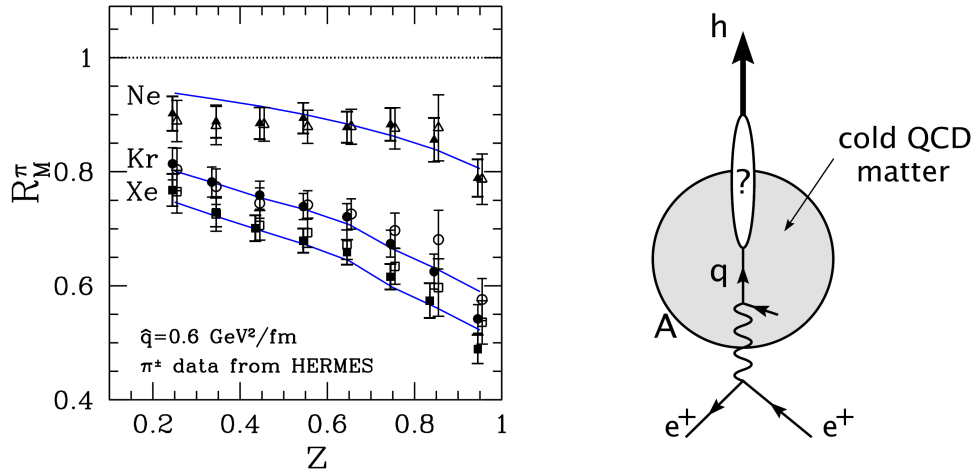 R_M^π
1
0.8
0.6
0.4
Ne
Kr
Xe
q̂=0.6 GeV²/fm
π± data from HERMES
0.2 0.4 0.6 0.8 1
Z
h
cold QCD
matter
?
q
A
e⁺ e⁺